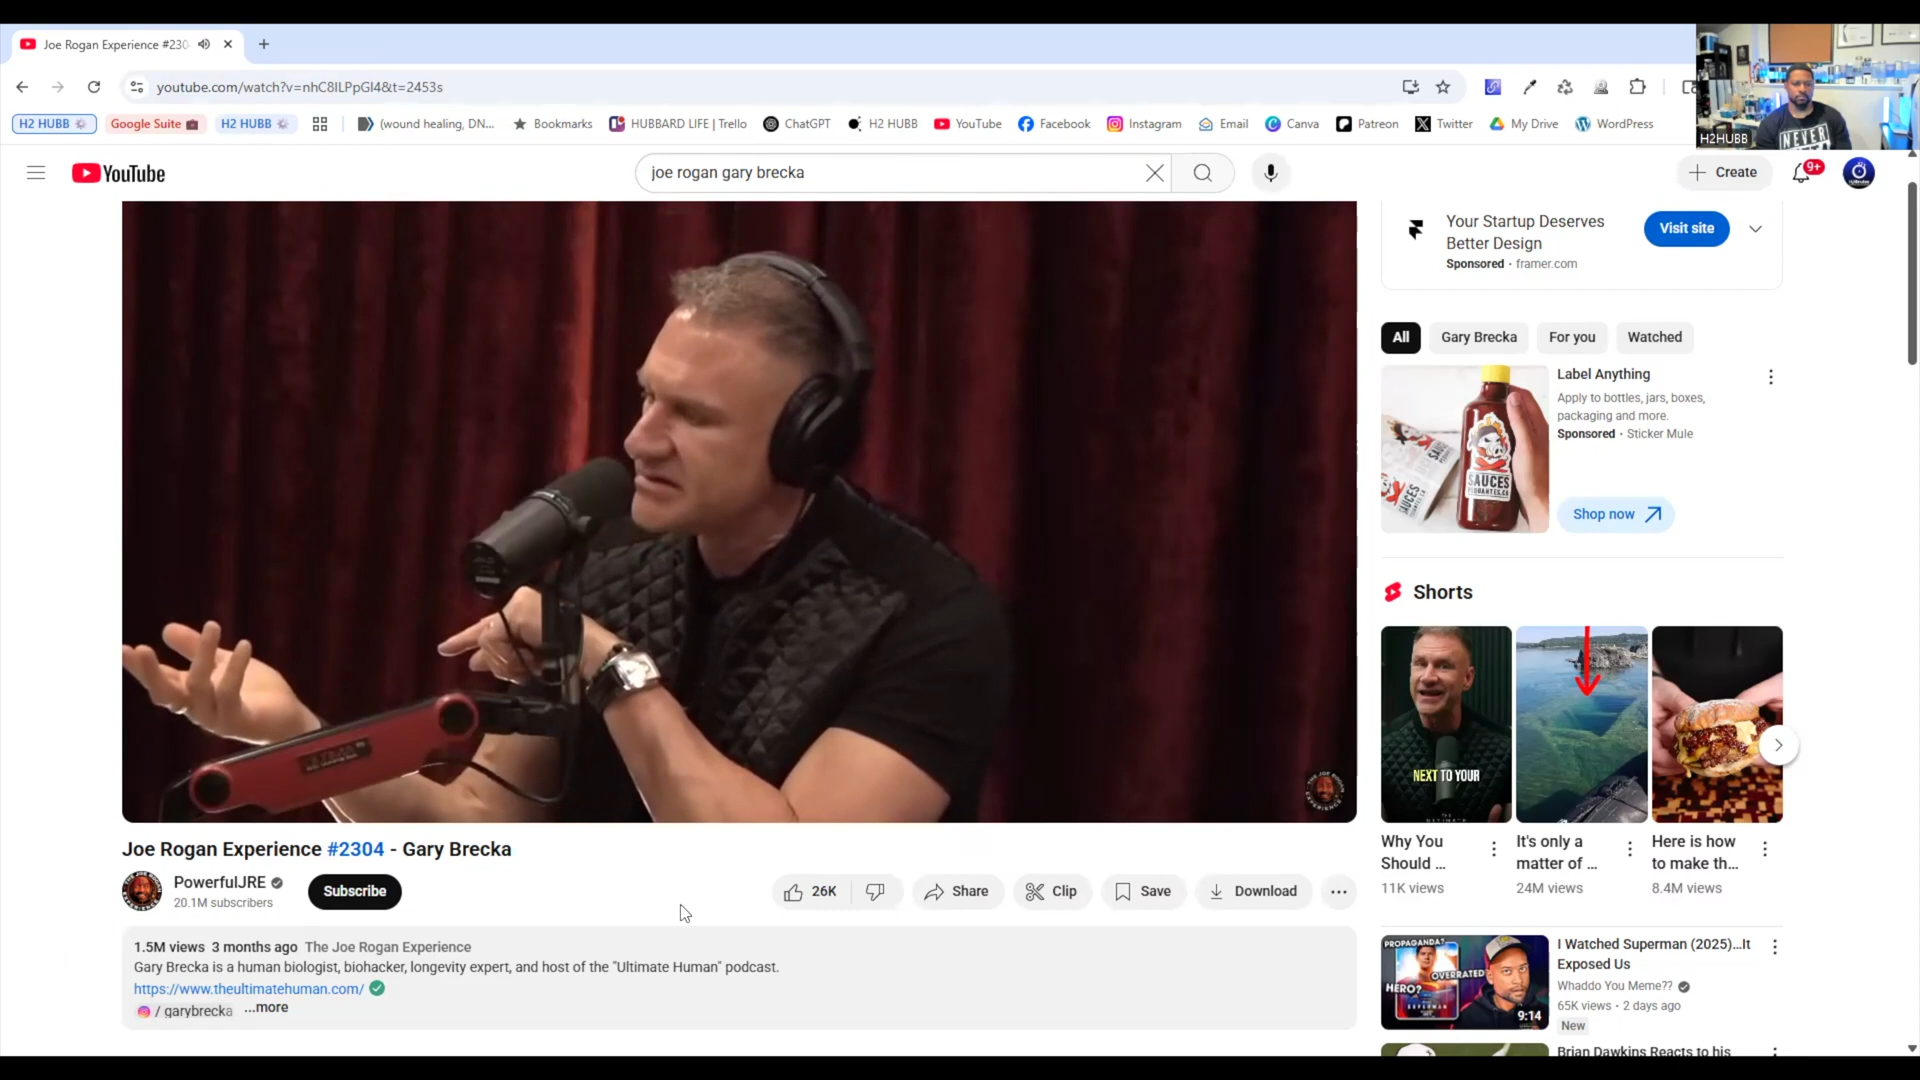 Joe Rogan Experience #230
youtube.com/watch?v=nhC8ILPpGl4&t=2453s
H2 HUBB
Google Suite
H2 HUBB
(wound healing, DN...
Bookmarks
HUBBARD LIFE | Trello
ChatGPT
H2 HUBB
YouTube
Facebook
Instagram
Email
Canva
Patreon
Twitter
My Drive
WordPress
H2HUBB
NEVER
YouTube
joe rogan gary brecka
Create
9+
Your Startup Deserves
Better Design
Sponsored · framer.com
Visit site
All
Gary Brecka
For you
Watched
Label Anything
Apply to bottles, jars, boxes,
packaging and more.
Sponsored · Sticker Mule
Shop now
SAUCES
Shorts
NEXT TO YOUR
Why You
Should ...
11K views
It's only a
matter of ...
24M views
Here is how
to make th...
8.4M views
Joe Rogan Experience #2304 - Gary Brecka
PowerfulJRE
20.1M subscribers
Subscribe
26K
Share
Clip
Save
Download
1.5M views 3 months ago The Joe Rogan Experience
Gary Brecka is a human biologist, biohacker, longevity expert, and host of the "Ultimate Human" podcast.
https://www.theultimatehuman.com/
/ garybrecka ...more
PROPAGANDA?
OVERRATED
HERO?
9:14
I Watched Superman (2025)...It
Exposed Us
Whaddo You Meme??
65K views · 2 days ago
New
Brian Dawkins Reacts to his